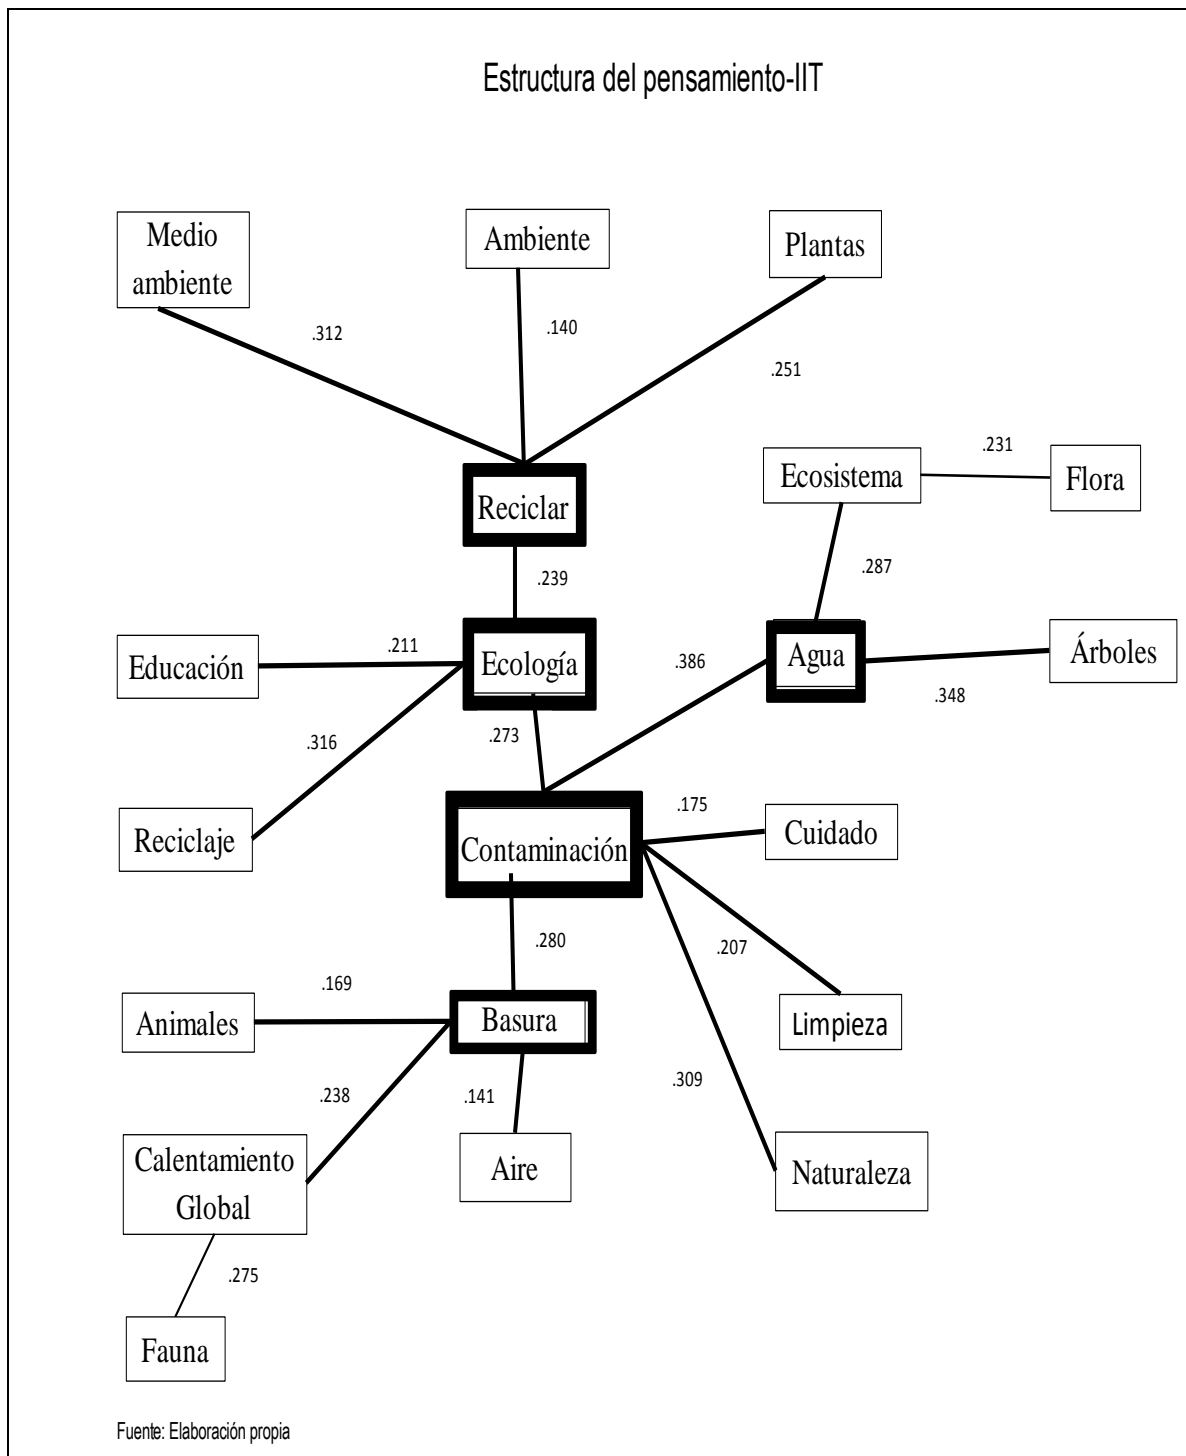 Estructura del pensamiento-IIT
Medio
ambiente
Ambiente
Plantas
.312
.140
.251
Reciclar
Ecosistema
.231
Flora
.239
.287
Educación
.211
Ecología
.386
Agua
.348
Árboles
.316
.273
Reciclaje
Contaminación
.175
Cuidado
.280
.207
Animales
.169
Basura
Limpieza
.238
.141
.309
Calentamiento
Global
Aire
Naturaleza
.275
Fauna
Fuente: Elaboración propia